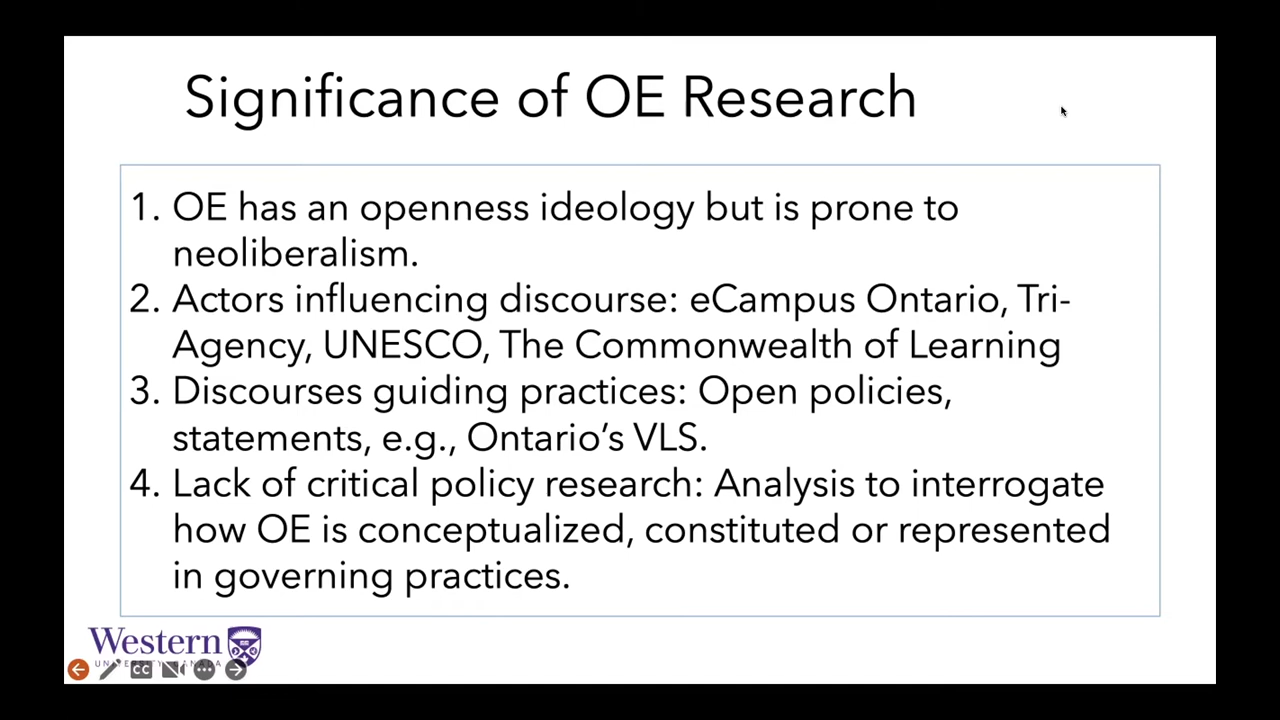 Significance of OE Research
1. OE has an openness ideology but is prone to
neoliberalism.
2. Actors influencing discourse: eCampus Ontario, Tri-
Agency, UNESCO, The Commonwealth of Learning
3. Discourses guiding practices: Open policies,
statements, e.g., Ontario’s VLS.
4. Lack of critical policy research: Analysis to interrogate
how OE is conceptualized, constituted or represented
in governing practices.
Western
CC